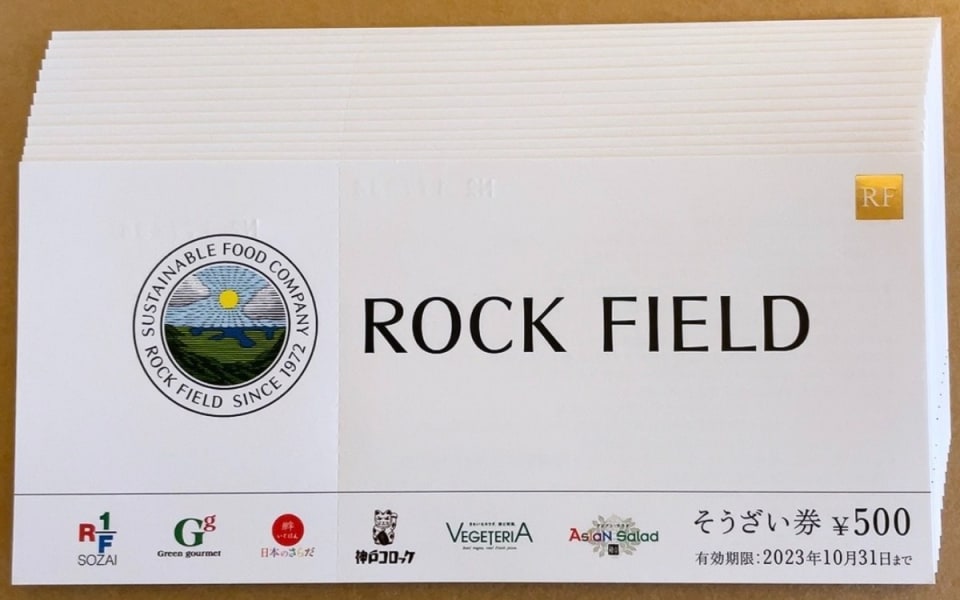 RF
SUSTAINABLE FOOD COMPANY
ROCK FIELD SINCE 1972
ROCK FIELD
R1F
SOZAI
Gg
Green gourmet
日本のさらだ
神戸コロッケ
VEGETERIA
ASIAN Salad
そうざい券 ¥500
有効期限:2023年10月31日まで